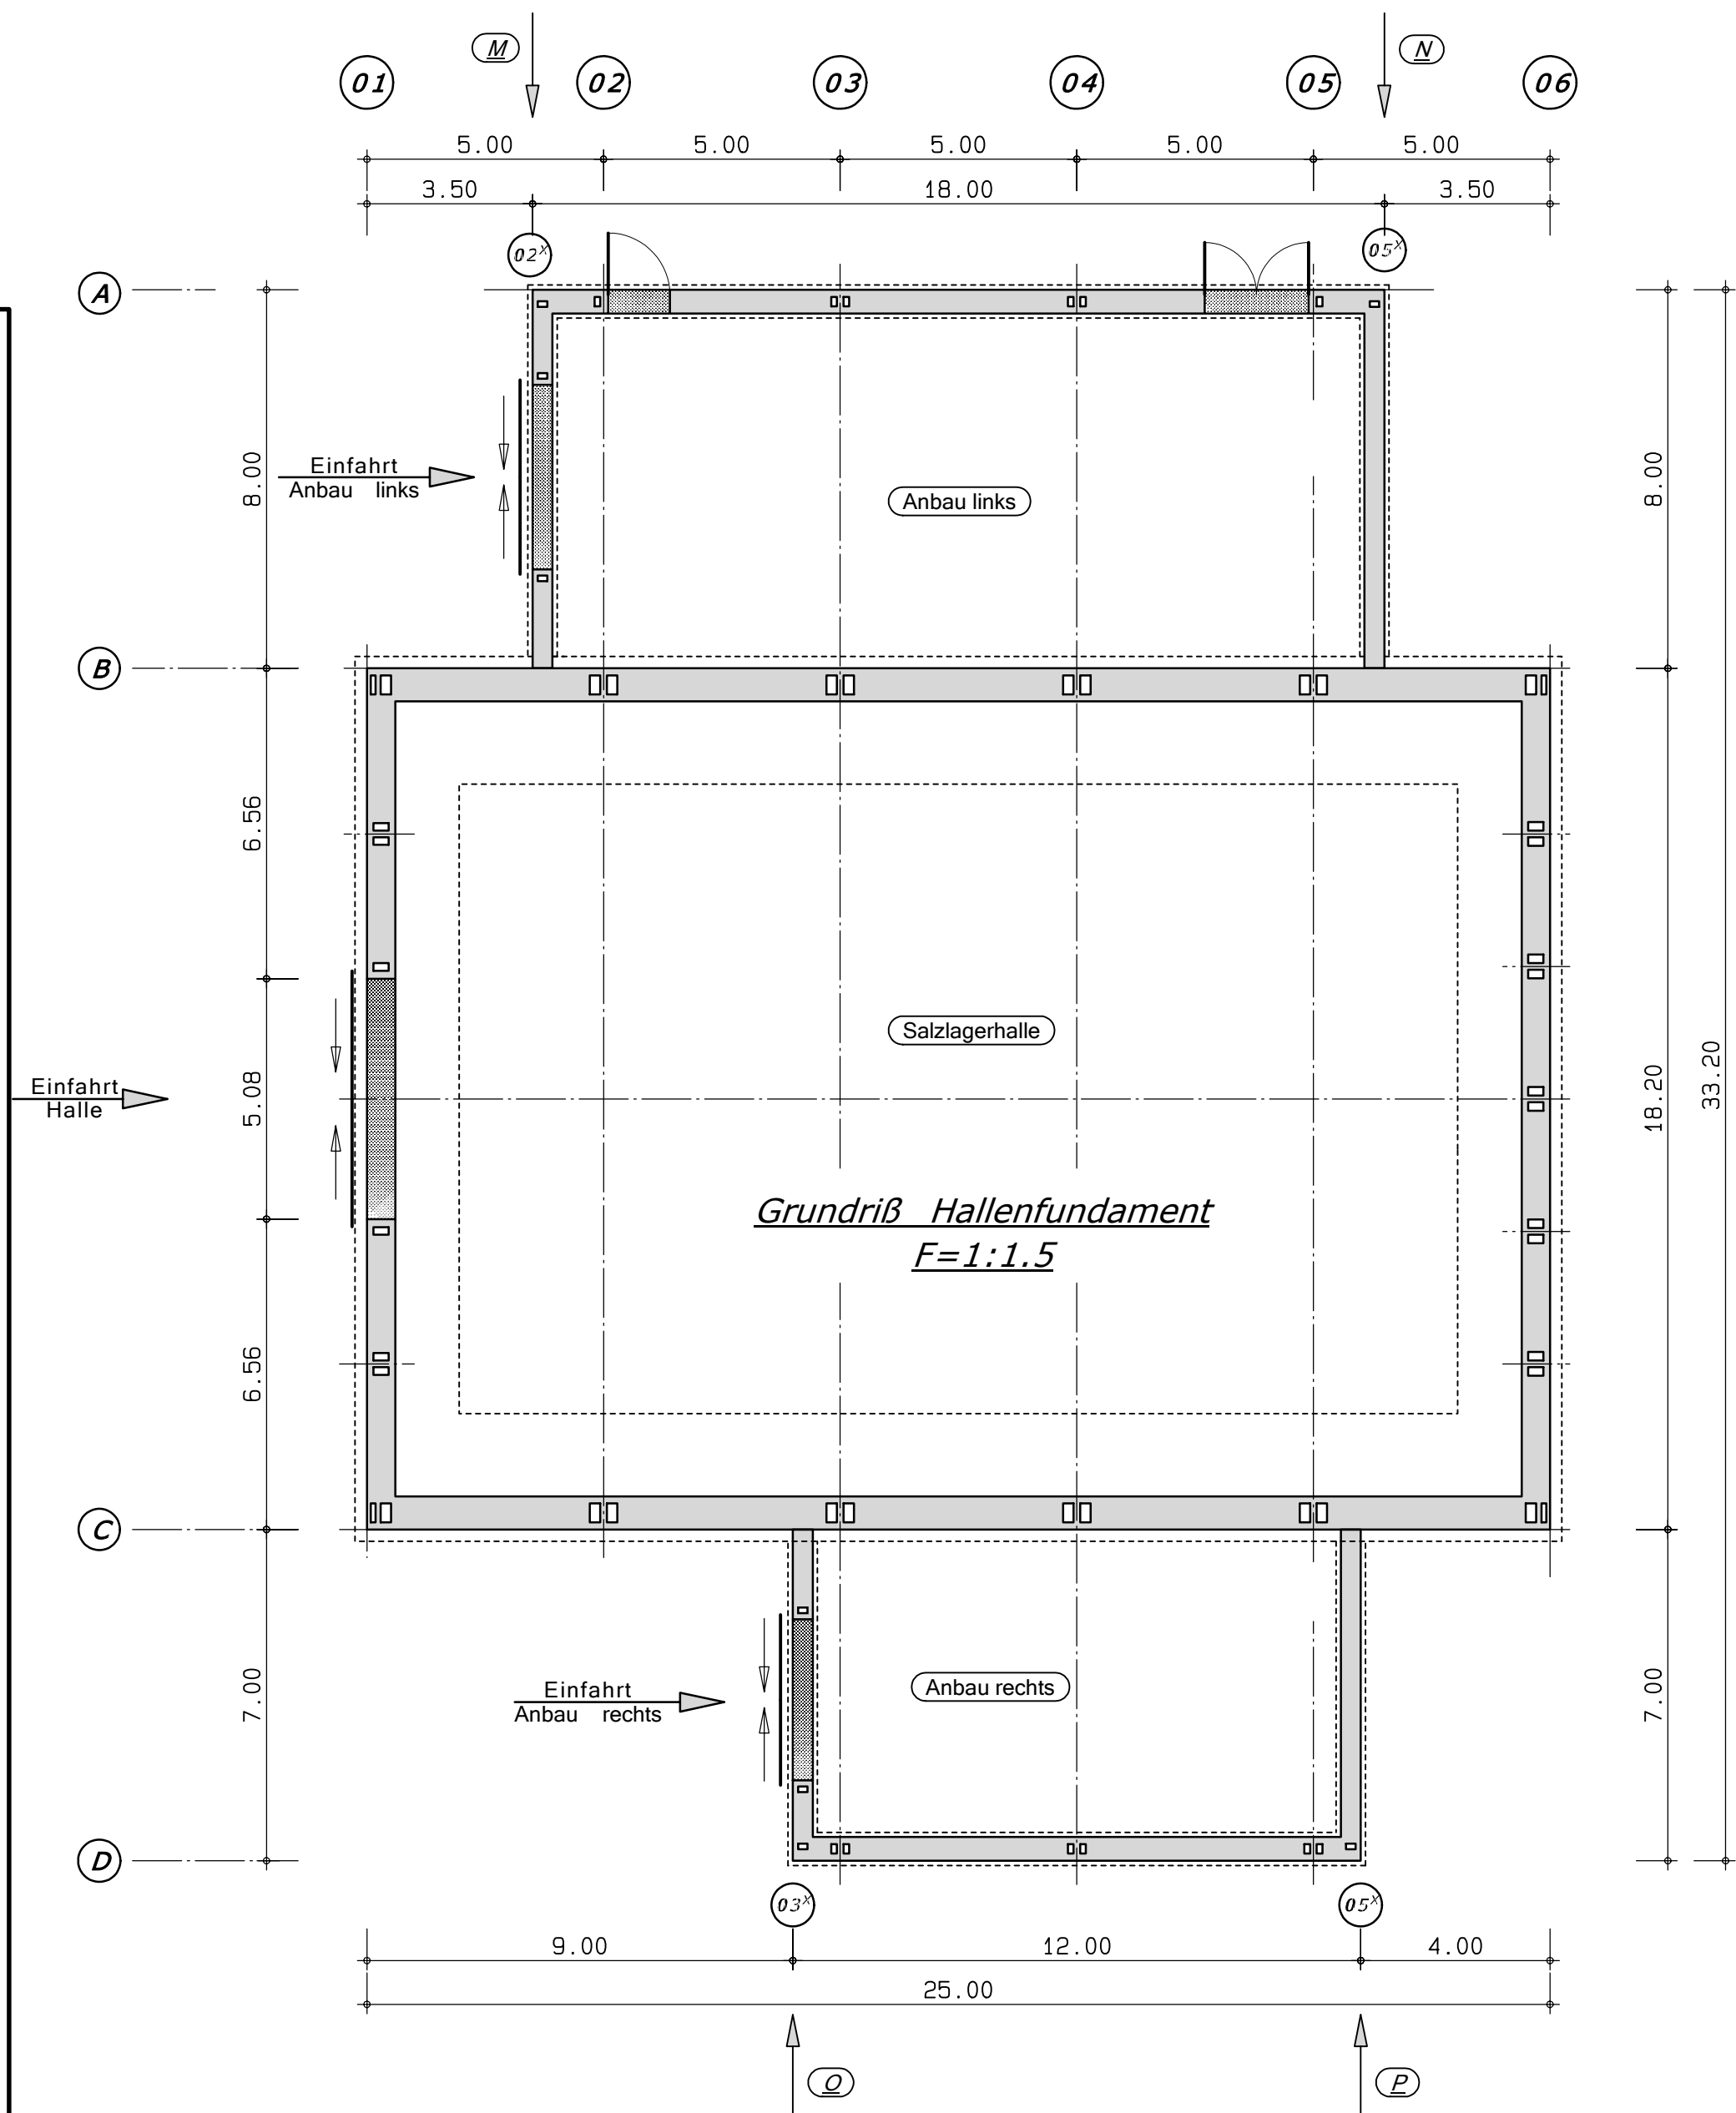 M
N
01 02 03 04 05 06
5.00 5.00 5.00 5.00 5.00
3.50 18.00 3.50
02X 05X
A
8.00
Einfahrt
Anbau links
Anbau links
8.00
B
6.56
Salzlagerhalle
Einfahrt
Halle
5.08
18.20
33.20
Grundriß Hallenfundament
F=1:1.5
6.56
C
7.00
Einfahrt
Anbau rechts
Anbau rechts
7.00
D
03X 05X
9.00 12.00 4.00
25.00
O
P